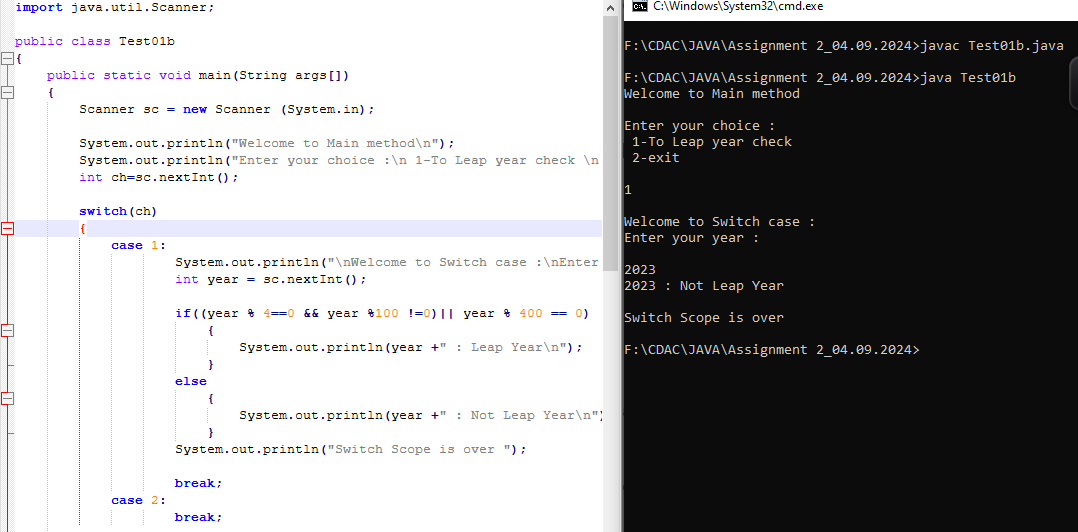 import java.util.Scanner;
public class Test01b
{
public static void main(String args[])
{
Scanner sc = new Scanner (System.in);
System.out.println("Welcome to Main method\n");
System.out.println("Enter your choice :\n 1-To Leap year check \n
int ch=sc.nextInt();
switch(ch)
{
case 1:
System.out.println("\nWelcome to Switch case :\nEnter
int year = sc.nextInt();
if((year % 4==0 && year %100 !=0)|| year % 400 == 0)
{
System.out.println(year +" : Leap Year\n");
}
else
{
System.out.println(year +" : Not Leap Year\n")
}
System.out.println("Switch Scope is over ");
break;
case 2:
break;
C:\Windows\System32\cmd.exe
F:\CDAC\JAVA\Assignment 2_04.09.2024>javac Test01b.java
F:\CDAC\JAVA\Assignment 2_04.09.2024>java Test01b
Welcome to Main method
Enter your choice :
1-To Leap year check
2-exit
1
Welcome to Switch case :
Enter your year :
2023
2023 : Not Leap Year
Switch Scope is over
F:\CDAC\JAVA\Assignment 2_04.09.2024>